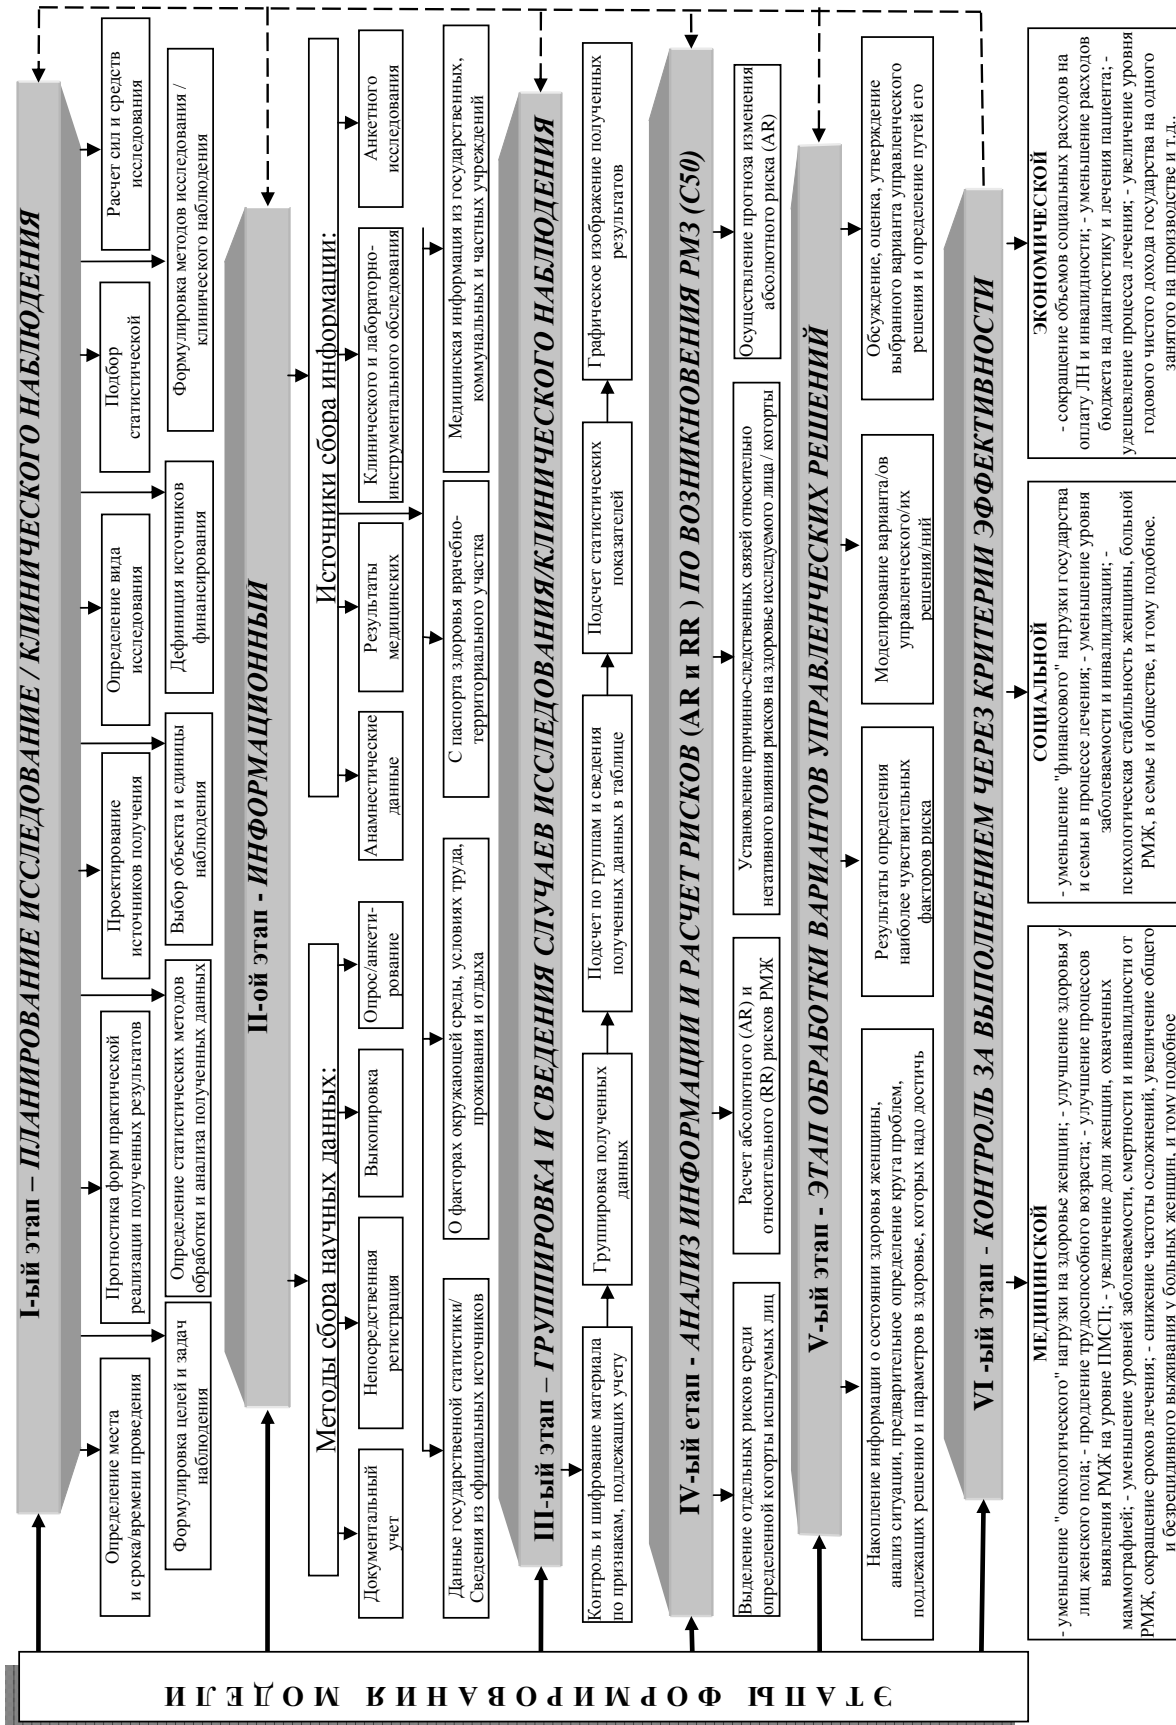 ЭТАПЫ ФОРМИРОВАНИЯ МОДЕЛИ
I-ый этап – ПЛАНИРОВАНИЕ ИССЛЕДОВАНИЕ / КЛИНИЧЕСКОГО НАБЛЮДЕНИЯ
Определение места
и срока/времени проведения
Прогностика форм практической
реализации полученных результатов
Проектирование
источников получения
Определение вида
исследования
Подбор
статистической
Расчет сил и средств
исследования
Формулировка целей и задач
наблюдения
Определение статистических методов
обработки и анализа полученных данных
Выбор объекта и единицы
наблюдения
Дефиниция источников
финансирования
Формулировка методов исследования /
клинического наблюдения
II-ой этап - ИНФОРМАЦИОННЫЙ
Методы сбора научных данных:
Источники сбора информации:
Документальный
учет
Непосредственная
регистрация
Выкопировка
Опрос/анкети-
рование
Анамнестические
данные
Результаты
медицинских
Клинического и лабораторно-
инструментального обследования
Анкетного
исследования
Данные государственной статистики/
Сведения из официальных источников
О факторах окружающей среды, условиях труда,
проживания и отдыха
С паспорта здоровья врачебно-
территориального участка
Медицинская информация из государственных,
коммунальных и частных учреждений
III-ый этап – ГРУППИРОВКА И СВЕДЕНИЯ СЛУЧАЕВ ИССЛЕДОВАНИЯ/КЛИНИЧЕСКОГО НАБЛЮДЕНИЯ
Контроль и шифрование материала
по признакам, подлежащих учету
Группировка полученных
данных
Подсчет по группам и сведения
полученных данных в таблице
Подсчет статистических
показателей
Графическое изображение полученных
результатов
IV-ый етап - АНАЛИЗ ИНФОРМАЦИИ И РАСЧЕТ РИСКОВ (AR и RR ) ПО ВОЗНИКНОВЕНИЯ РМЗ (С50)
Выделение отдельных рисков среди
определенной когорты испытуемых лиц
Расчет абсолютного (AR) и
относительного (RR) рисков РМЖ
Установление причинно-следственных связей относительно
негативного влияния рисков на здоровье исследуемого лица/ когорты
Осуществление прогноза изменения
абсолютного риска (AR)
V-ый этап - ЭТАП ОБРАБОТКИ ВАРИАНТОВ УПРАВЛЕНЧЕСКИХ РЕШЕНИЙ
Накопление информации о состоянии здоровья женщины,
анализ ситуации, предварительное определение круга проблем,
подлежащих решению и параметров в здоровье, которых надо достичь
Результаты определения
наиболее чувствительных
факторов риска
Моделирование варианта/ов
управленческого/их
решения/ний
Обсуждение, оценка, утверждение
выбранного варианта управленческого
решения и определение путей его
VI -ый этап - КОНТРОЛЬ ЗА ВЫПОЛНЕНИЕМ ЧЕРЕЗ КРИТЕРИИ ЭФФЕКТИВНОСТИ
МЕДИЦИНСКОЙ
- уменьшение "онкологического" нагрузки на здоровье женщин; - улучшение здоровья у
лиц женского пола; - продление трудоспособного возраста; - улучшение процессов
выявления РМЖ на уровне ПМСП; - увеличение доли женщин, охваченных
маммографией; - уменьшение уровней заболеваемости, смертности и инвалидности от
РМЖ, сокращение сроков лечения; - снижение частоты осложнений, увеличение общего
и безрецидивного выживания у больных женщин, и тому подобное
СОЦИАЛЬНОЙ
- уменьшение "финансового" нагрузки государства
и семьи в процессе лечения; - уменьшение уровня
заболеваемости и инвалидизации; -
психологическая стабильность женщины, больной
РМЖ, в семье и обществе, и тому подобное.
ЭКОНОМИЧЕСКОЙ
- сокращение объемов социальных расходов на
оплату ЛН и инвалидности; - уменьшение расходов
бюджета на диагностику и лечения пациента; -
удешевление процесса лечения; - увеличение уровня
годового чистого дохода государства на одного
занятого на производстве и т.д..